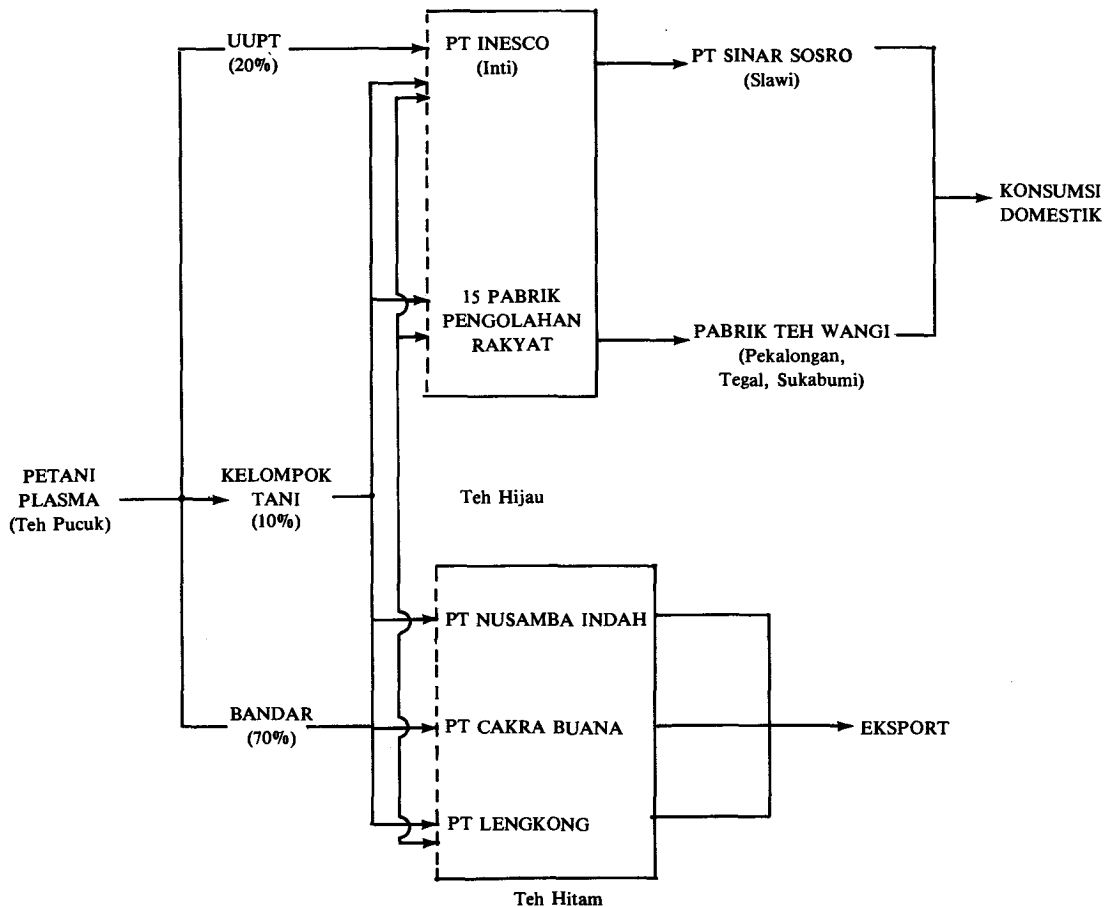 UUPT
(20%)
PT INESCO
(Inti)
PT SINAR SOSRO
(Slawi)
KONSUMSI
DOMESTIK
15 PABRIK
PENGOLAHAN
RAKYAT
PABRIK TEH WANGI
(Pekalongan,
Tegal, Sukabumi)
PETANI
PLASMA
(Teh Pucuk)
KELOMPOK
TANI
(10%)
Teh Hijau
PT NUSAMBA INDAH
BANDAR
(70%)
PT CAKRA BUANA
EKSPORT
PT LENGKONG
Teh Hitam